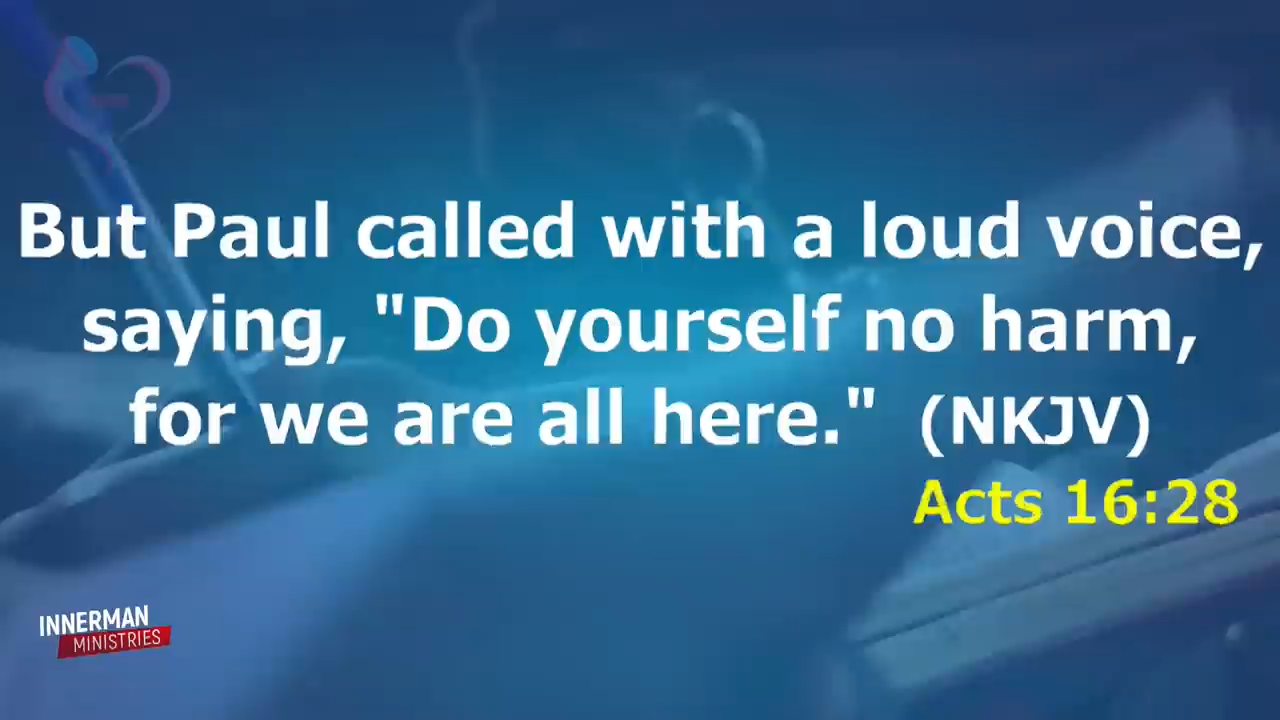 But Paul called with a loud voice,
saying, "Do yourself no harm,
for we are all here." (NKJV)
Acts 16:28
INNERMAN
MINISTRIES